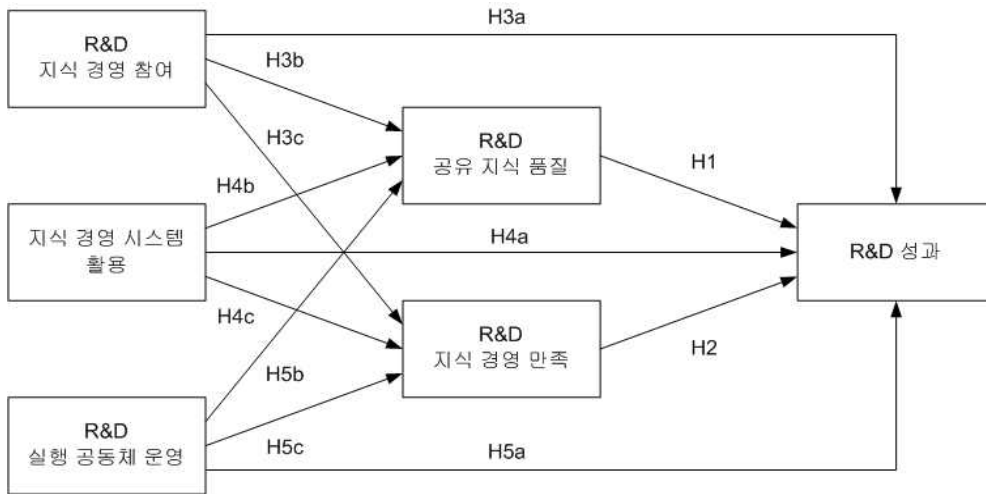 H3a
R&D
지식 경영 참여
H3b
H3c
R&D
공유 지식 품질
H1
H4b
지식 경영 시스템
활용
H4a
R&D 성과
H4c
R&D
지식 경영 만족
H2
H5b
R&D
실행 공동체 운영
H5c
H5a